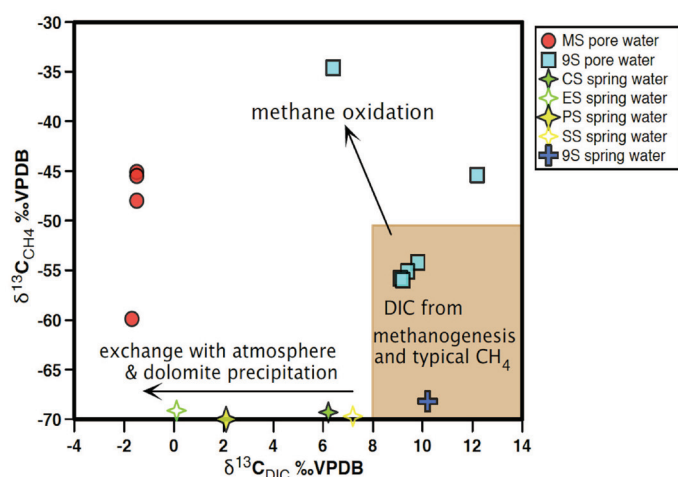 -30
-35
-40
-45
-50
-55
-60
-65
-70
δ¹³C_CH4 ‰VPDB
methane oxidation
DIC from
methanogenesis
and typical CH₄
exchange with atmosphere
& dolomite precipitation
-4 -2 0 2 4 6 8 10 12 14
δ¹³C_DIC ‰VPDB
MS pore water
9S pore water
CS spring water
ES spring water
PS spring water
SS spring water
9S spring water